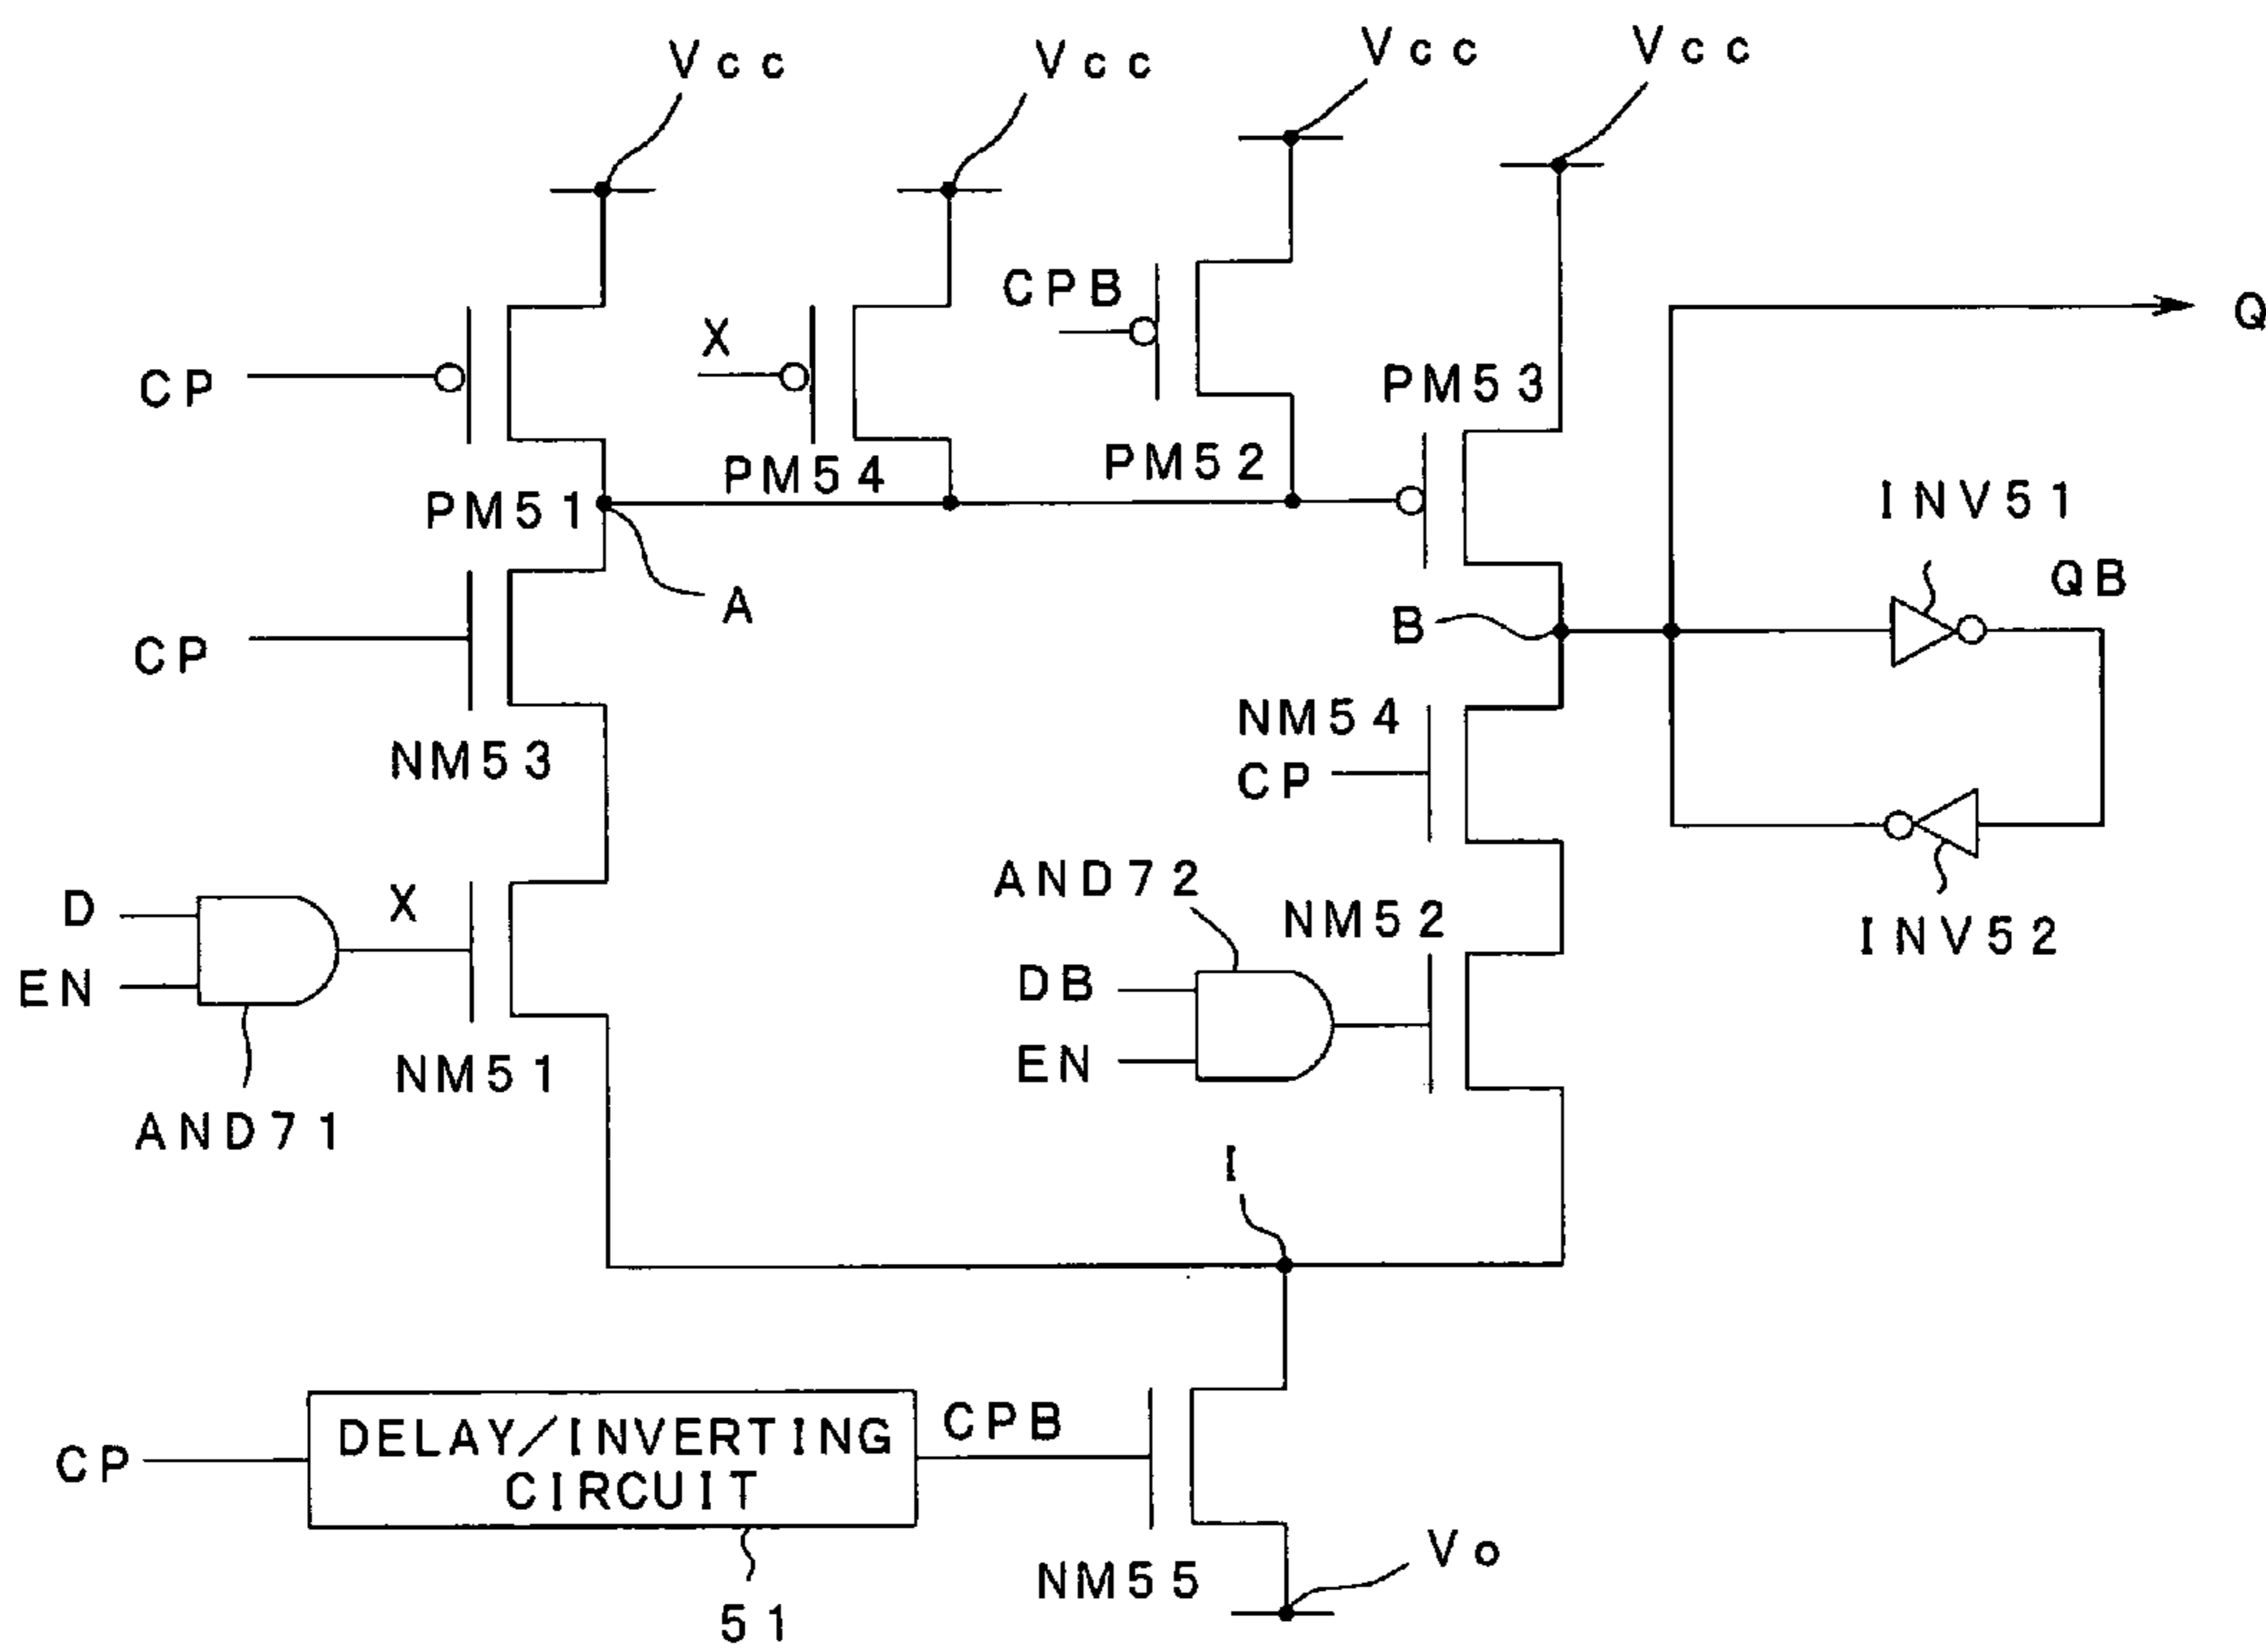 Vcc
Vcc
Vcc
Vcc
CPB
Q
X
CP
PM53
PM54
PM52
PM51
INV51
QB
A
B
CP
NM54
NM53
CP
AND72
D
X
NM52
INV52
EN
DB
EN
NM51
AND71
I
CPB
DELAY/INVERTING
CIRCUIT
CP
Vo
NM55
51